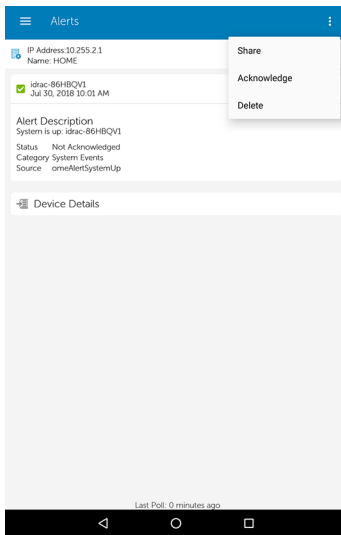 Alerts
IP Address:10.255.2.1
Name: HOME
Share
Acknowledge
Delete
idrac-86HBQV1
Jul 30, 2018 10:01 AM
Alert Description
System is up: idrac-86HBQV1
Status Not Acknowledged
Category System Events
Source omeAlertSystemUp
Device Details
Last Poll: 0 minutes ago